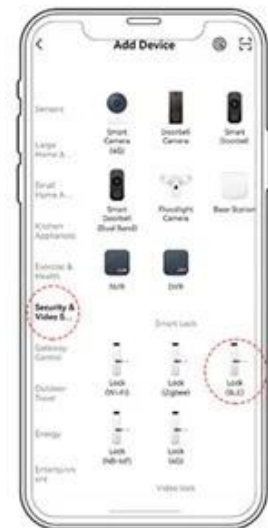 Add Device
Sensors
Large
Home A...
Small
Home A...
Kitchen
Appliances
Exercise &
Health
Security &
Video S...
Gateway
Control
Outdoor
Travel
Energy
Entertainm
ent
Smart
Camera
(4G)
Doorbell
Camera
Smart
Doorbell
Smart
Doorbell
(Dual Band)
Floodlight
Camera
Base Station
NVR
DVR
Smart Lock
Lock
(Wi-Fi)
Lock
(Zigbee)
Lock
(BLE)
Lock
(NB-IoT)
Lock
(4G)
Video lock